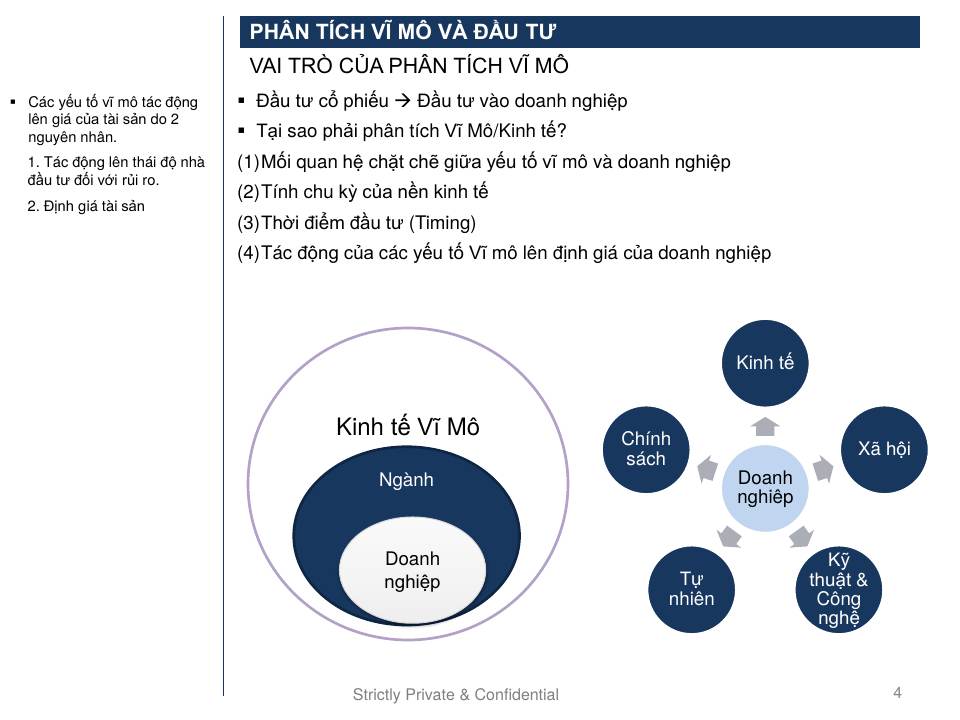 PHÂN TÍCH VĨ MÔ VÀ ĐẦU TƯ
VAI TRÒ CỦA PHÂN TÍCH VĨ MÔ
▪ Các yếu tố vĩ mô tác động
lên giá của tài sản do 2
nguyên nhân.
1. Tác động lên thái độ nhà
đầu tư đối với rủi ro.
2. Định giá tài sản
▪ Đầu tư cổ phiếu → Đầu tư vào doanh nghiệp
▪ Tại sao phải phân tích Vĩ Mô/Kinh tế?
(1)Mối quan hệ chặt chẽ giữa yếu tố vĩ mô và doanh nghiệp
(2)Tính chu kỳ của nền kinh tế
(3)Thời điểm đầu tư (Timing)
(4)Tác động của các yếu tố Vĩ mô lên định giá của doanh nghiệp
Kinh tế Vĩ Mô
Ngành
Doanh
nghiệp
Kinh tế
Chính
sách
Xã hội
Doanh
nghiêp
Tự
nhiên
Kỹ
thuật &
Công
nghệ
Strictly Private & Confidential
4